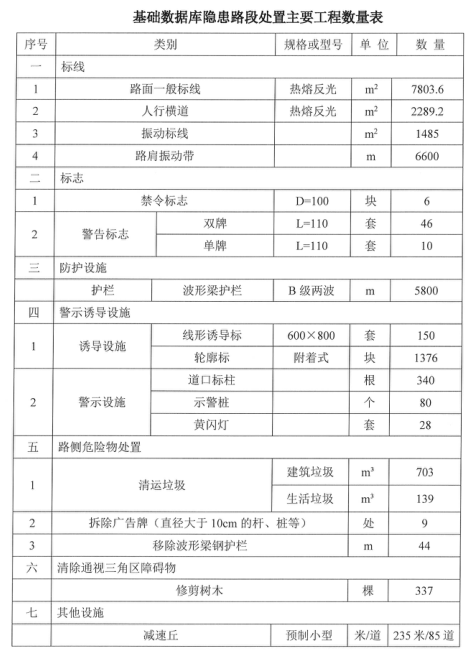 基础数据库隐患路段处置主要工程数量表
序号 类别 规格或型号 单 位 数 量
一 标线
1 路面一般标线 热熔反光 m² 7803.6
2 人行横道 热熔反光 m² 2289.2
3 振动标线 m² 1485
4 路肩振动带 m 6600
二 标志
1 禁令标志 D=100 块 6
2 警告标志 双牌 L=110 套 46
单牌 L=110 套 10
三 防护设施
护栏 波形梁护栏 B 级两波 m 5800
四 警示诱导设施
1 诱导设施 线形诱导标 600×800 套 150
轮廓标 附着式 块 1376
2 警示设施 道口标柱 根 340
示警桩 个 80
黄闪灯 套 28
五 路侧危险物处置
1 清运垃圾 建筑垃圾 m³ 703
生活垃圾 m³ 139
2 拆除广告牌（直径大于 10cm 的杆、桩等） 处 9
3 移除波形梁钢护栏 m 44
六 清除通视三角区障碍物
修剪树木 棵 337
七 其他设施
减速丘 预制小型 米/道 235 米/85 道